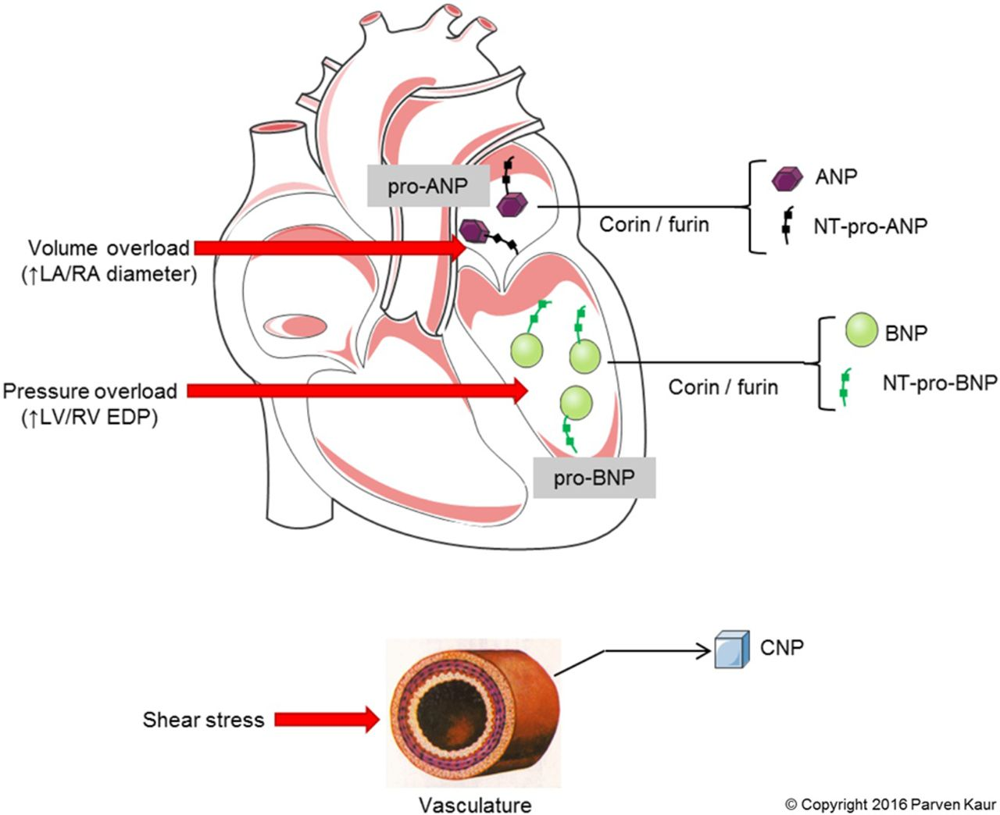 pro-ANP
ANP
Corin / furin
NT-pro-ANP
Volume overload
(↑LA/RA diameter)
BNP
Pressure overload
(↑LV/RV EDP)
Corin / furin
NT-pro-BNP
pro-BNP
CNP
Shear stress
Vasculature
© Copyright 2016 Parven Kaur